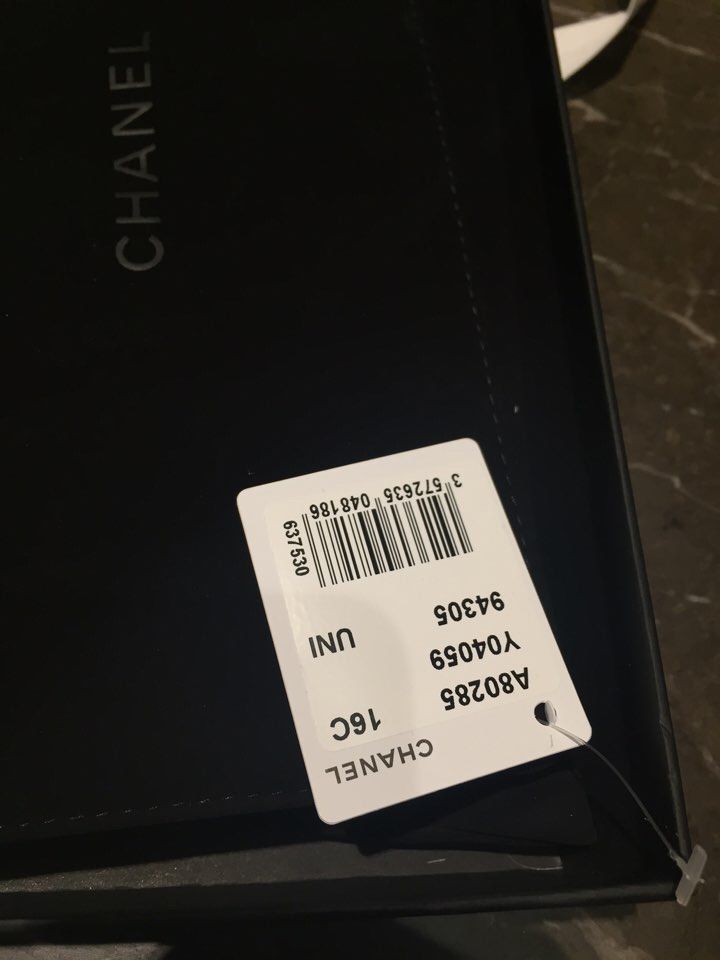 CHANEL
CHANEL
A80285 16C
Y04059
94305 UNI
637530
3 572635 048186